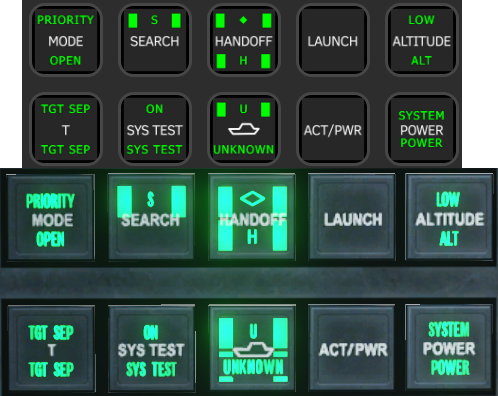 PRIORITY
MODE
OPEN
S
SEARCH
HANDOFF
H
LAUNCH
LOW
ALTITUDE
ALT
TGT SEP
T
TGT SEP
ON
SYS TEST
SYS TEST
U
UNKNOWN
ACT/PWR
SYSTEM
POWER
POWER
PRIORITY
MODE
OPEN
S
SEARCH
HANDOFF
H
LAUNCH
LOW
ALTITUDE
ALT
TGT SEP
T
TGT SEP
ON
SYS TEST
SYS TEST
U
UNKNOWN
ACT/PWR
SYSTEM
POWER
POWER